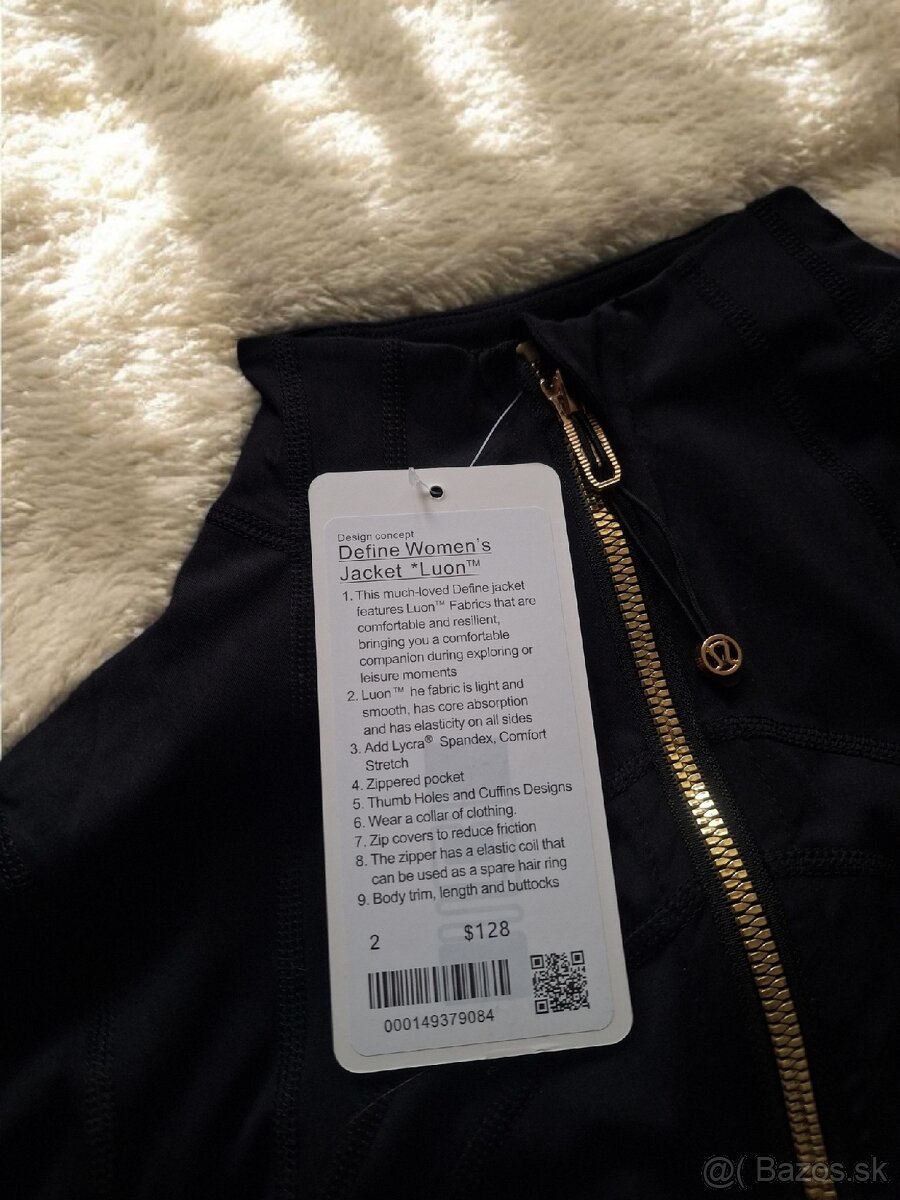 Design concept
Define Women's
Jacket *Luon™
1. This much-loved Define jacket
features Luon™ Fabrics that are
comfortable and resilient,
bringing you a comfortable
companion during exploring or
leisure moments
2. Luon™ he fabric is light and
smooth, has core absorption
and has elasticity on all sides
3. Add Lycra® Spandex, Comfort
Stretch
4. Zippered pocket
5. Thumb Holes and Cuffins Designs
6. Wear a collar of clothing.
7. Zip covers to reduce friction
8. The zipper has a elastic coil that
can be used as a spare hair ring
9. Body trim, length and buttocks
2 $128
000149379084
@( Bazos.sk